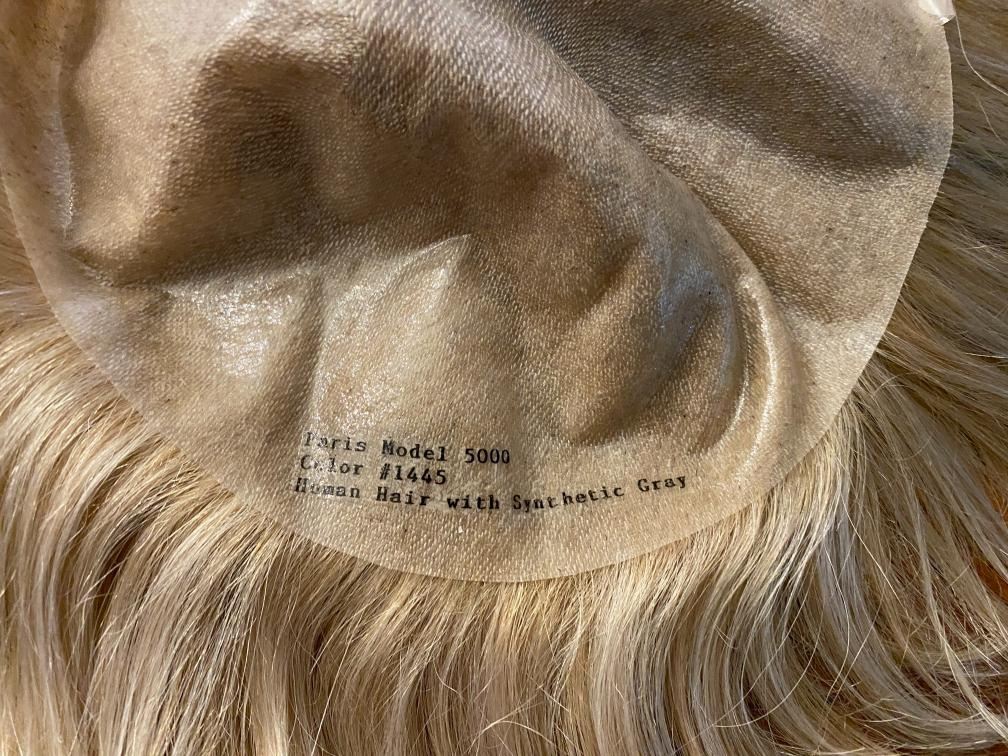 Paris Model 5000
Color #1445
Human Hair with Synthetic Gray